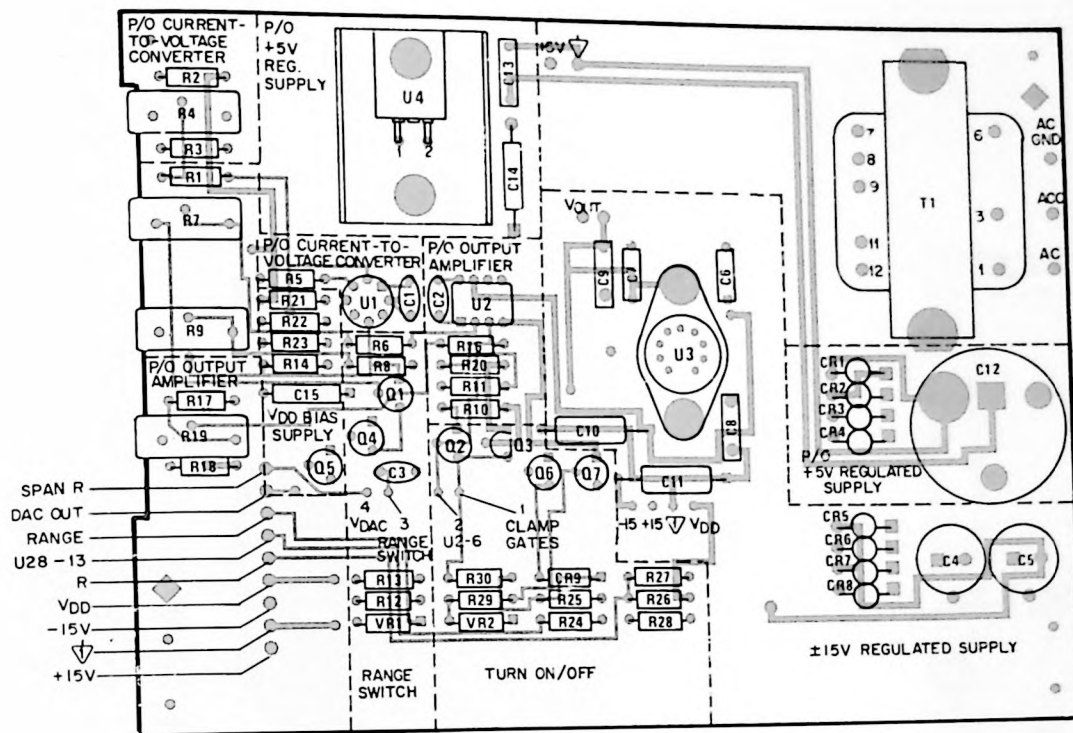 P/O CURRENT-
TO-VOLTAGE
CONVERTER
P/O
+5V
REG.
SUPPLY
R2
R4
R3
R1
R7
U4
1 2
C13
C14
+5V
T1
7
8
9
11
12
6
3
1
AC
GND
ACC
AC
P/O CURRENT-TO-
VOLTAGE CONVERTER
P/O OUTPUT
AMPLIFIER
VOUT
R5
R21
R22
R23
R14
C15
U1
C1
C2
U2
R6
R8
Q1
R16
R20
R11
R10
C9
C7
C6
U3
C8
C10
C11
R9
P/O OUTPUT
AMPLIFIER
R17
R19
R18
VDD BIAS
SUPPLY
Q4
Q5
C3
Q2
Q3
Q6
Q7
CR1
CR2
CR3
CR4
C12
P/O
+5V REGULATED
SUPPLY
SPAN R
DAC OUT
RANGE
U28-13
R
VDD
-15V
+15V
4
VDAC
3
RANGE
SWITCH
2
U2-6
1
CLAMP
GATES
-15 +15 VDD
CR5
CR6
CR7
CR8
C4
C5
R13
R12
VR1
R30
R29
VR2
CR9
R25
R24
R27
R26
R28
RANGE
SWITCH
TURN ON/OFF
±15V REGULATED SUPPLY